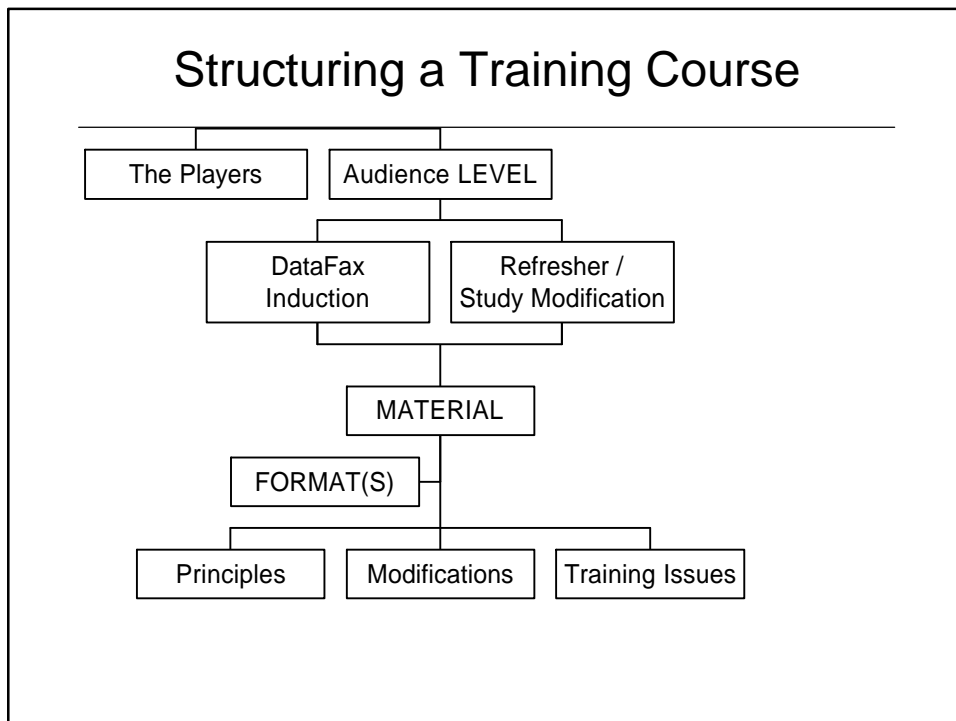 Structuring a Training Course
The Players
Audience LEVEL
DataFax
Induction
Refresher /
Study Modification
MATERIAL
FORMAT(S)
Principles
Modifications
Training Issues